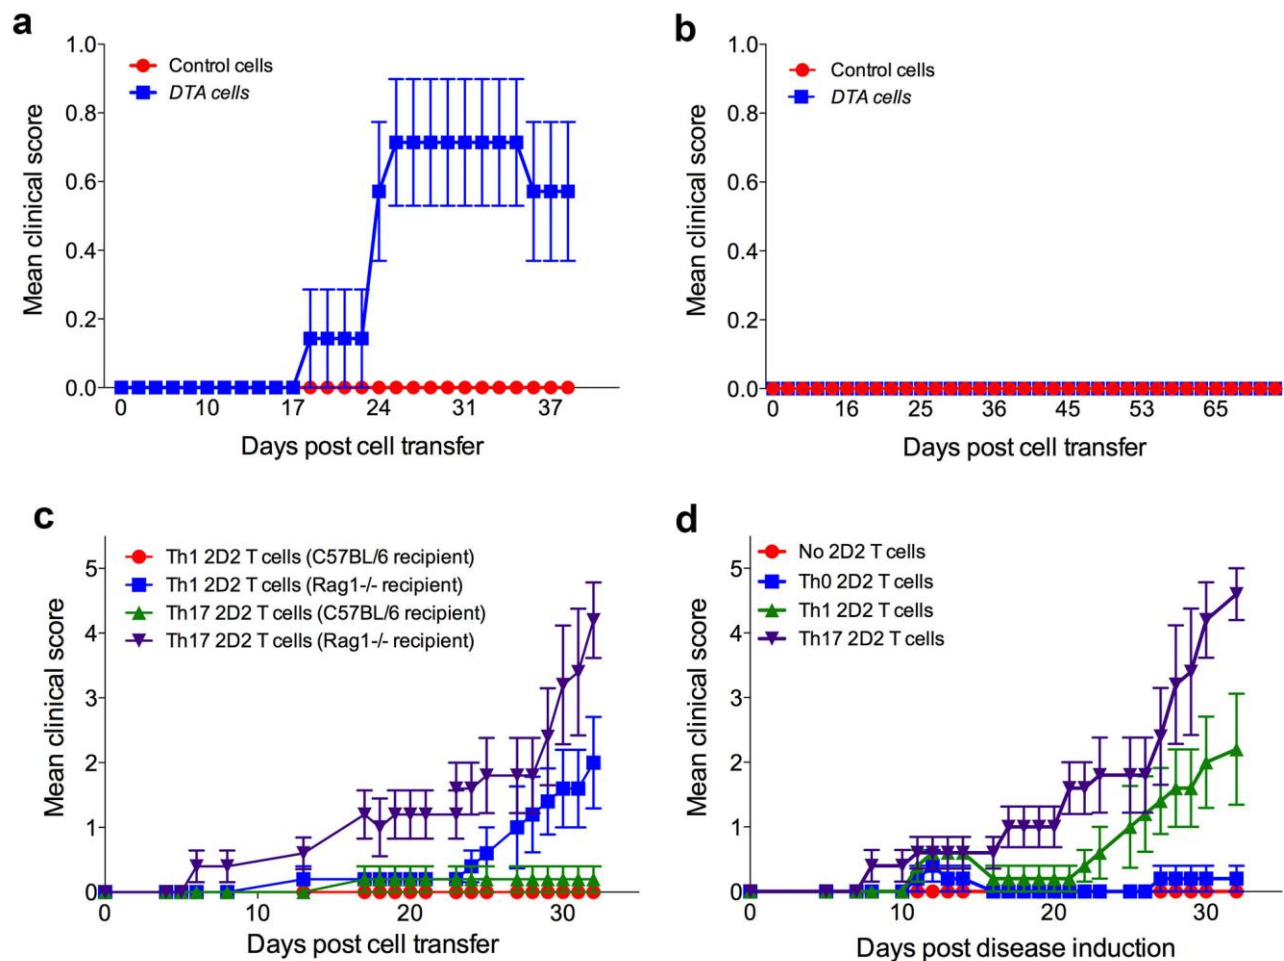 a
1.0
0.8
0.6
0.4
0.2
0.0
Mean clinical score
Control cells
DTA cells
0 10 17 24 31 37
Days post cell transfer
b
1.0
0.8
0.6
0.4
0.2
0.0
Mean clinical score
Control cells
DTA cells
0 16 25 36 45 53 65
Days post cell transfer
c
5
4
3
2
1
0
Mean clinical score
Th1 2D2 T cells (C57BL/6 recipient)
Th1 2D2 T cells (Rag1-/- recipient)
Th17 2D2 T cells (C57BL/6 recipient)
Th17 2D2 T cells (Rag1-/- recipient)
0 10 20 30
Days post cell transfer
d
5
4
3
2
1
0
Mean clinical score
No 2D2 T cells
Th0 2D2 T cells
Th1 2D2 T cells
Th17 2D2 T cells
0 10 20 30
Days post disease induction